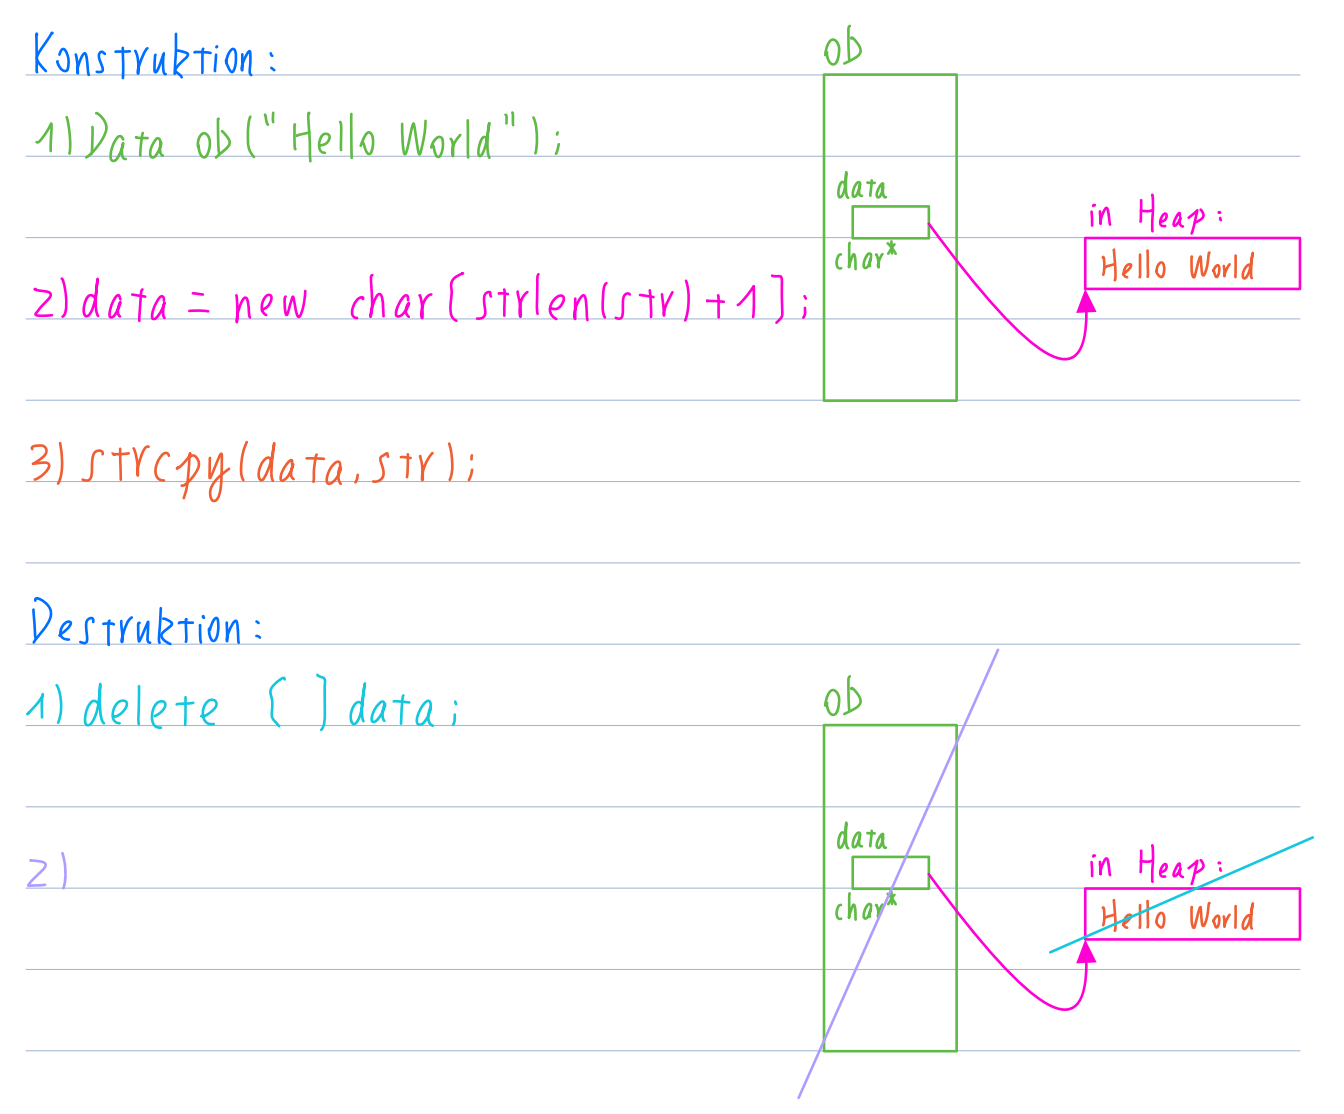 Konstruktion:
ob
1) Data ob("Hello World");
data
char*
in Heap:
Hello World
2) data = new char[strlen(str)+1];
3) strcpy(data,str);
Destruktion:
1) delete [ ] data;
ob
data
char*
in Heap:
Hello World
2)